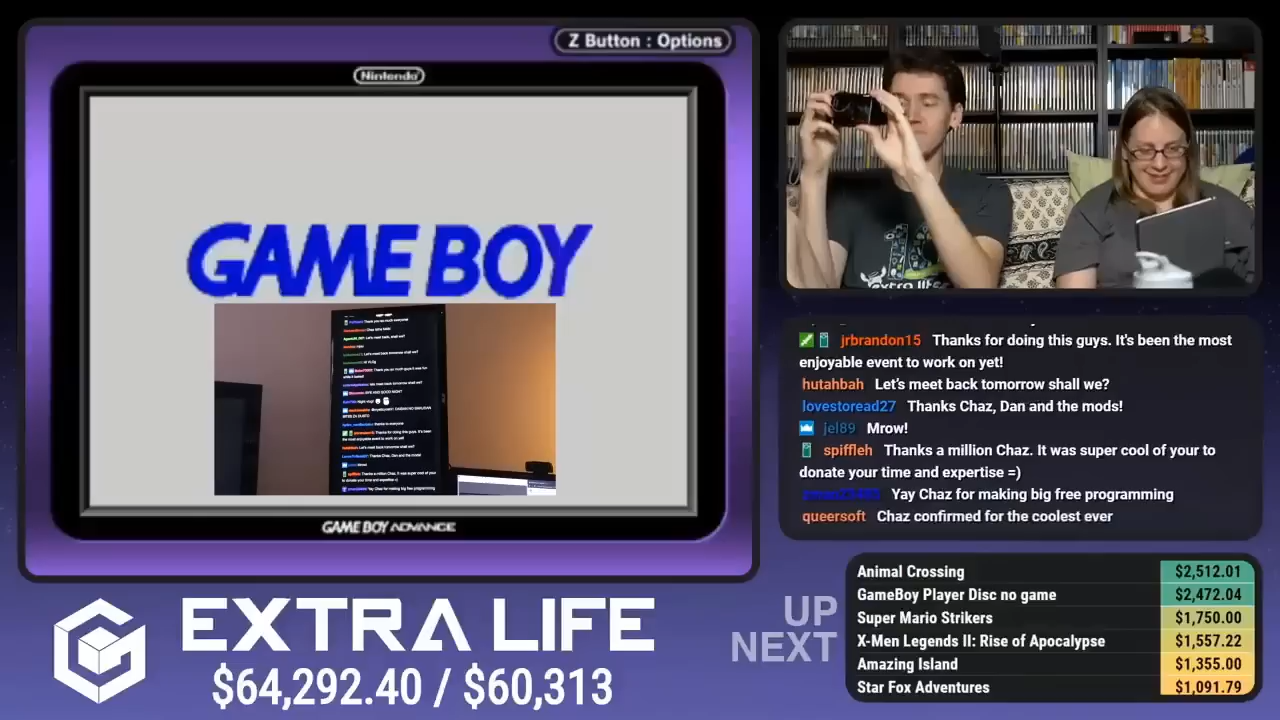 Z Button : Options
Nintendo
GAME BOY
GAME BOY ADVANCE
jrbrandon15 Thanks for doing this guys. It's been the most
enjoyable event to work on yet!
hutahbah Let's meet back tomorrow shall we?
lovestoread27 Thanks Chaz, Dan and the mods!
jel89 Mrow!
spiffleh Thanks a million Chaz. It was super cool of your to
donate your time and expertise =)
Yay Chaz for making big free programming
queersoft Chaz confirmed for the coolest ever
EXTRA LIFE
$64,292.40 / $60,313
UP
NEXT
Animal Crossing $2,512.01
GameBoy Player Disc no game $2,472.04
Super Mario Strikers $1,750.00
X-Men Legends II: Rise of Apocalypse $1,557.22
Amazing Island $1,355.00
Star Fox Adventures $1,091.79